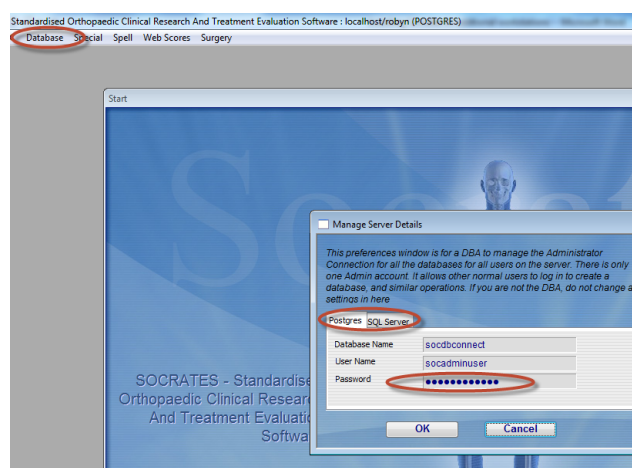 Standardised Orthopaedic Clinical Research And Treatment Evaluation Software : localhost/robyn (POSTGRES)
Database Special Spell Web Scores Surgery
Start
Socrat
Manage Server Details
This preferences window is for a DBA to manage the Administrator
Connection for all the databases for all users on the server. There is only
one Admin account. It allows other normal users to log in to create a
database, and similar operations. If you are not the DBA, do not change a
settings in here
Postgres SQL Server
Database Name socdbconnect
User Name socadminuser
Password ●●●●●●●●●●●●
OK Cancel
SOCRATES - Standardise
Orthopaedic Clinical Resear
And Treatment Evaluatio
Softwa